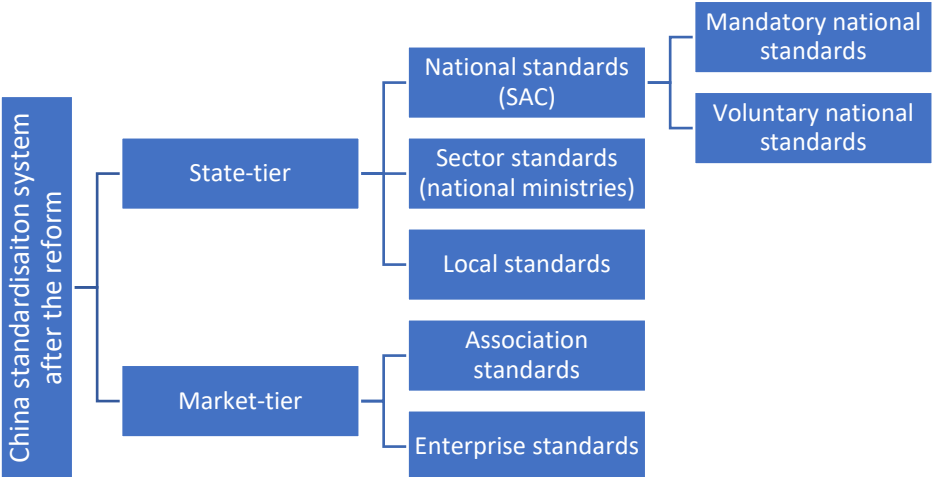 China standardisaiton system
after the reform
State-tier
National standards
(SAC)
Mandatory national
standards
Voluntary national
standards
Sector standards
(national ministries)
Local standards
Market-tier
Association
standards
Enterprise standards